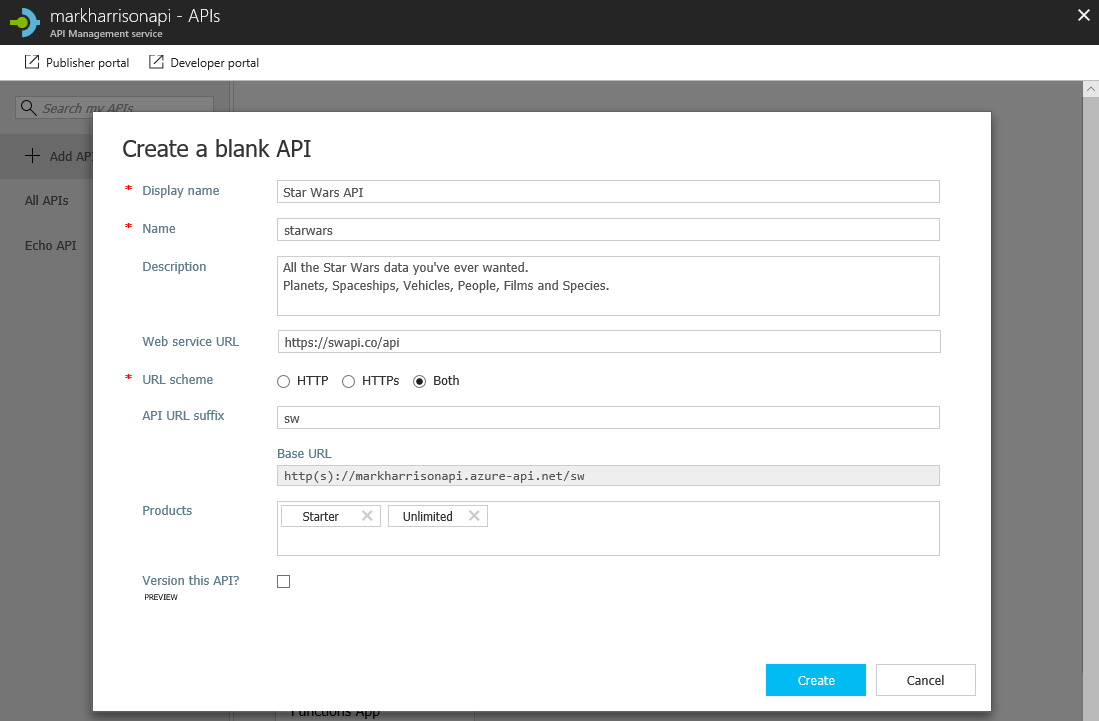 markharrisonapi - APIs
API Management service
Publisher portal
Developer portal
Search my APIs
Add API
All APIs
Echo API
Create a blank API
* Display name
Star Wars API
* Name
starwars
Description
All the Star Wars data you've ever wanted.
Planets, Spaceships, Vehicles, People, Films and Species.
Web service URL
https://swapi.co/api
* URL scheme
HTTP HTTPs Both
API URL suffix
sw
Base URL
http(s)://markharrisonapi.azure-api.net/sw
Products
Starter Unlimited
Version this API?
PREVIEW
Create Cancel
Functions App